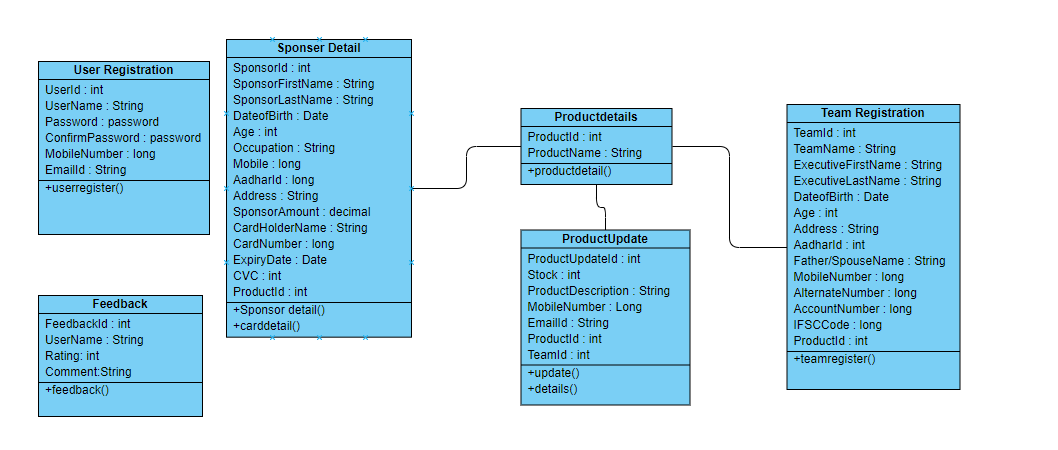 User Registration
UserId : int
UserName : String
Password : password
ConfirmPassword : password
MobileNumber : long
EmailId : String
+userregister()
Feedback
FeedbackId : int
UserName : String
Rating: int
Comment:String
+feedback()
Sponser Detail
SponsorId : int
SponsorFirstName : String
SponsorLastName : String
DateofBirth : Date
Age : int
Occupation : String
Mobile : long
AadharId : long
Address : String
SponsorAmount : decimal
CardHolderName : String
CardNumber : long
ExpiryDate : Date
CVC : int
ProductId : int
+Sponsor detail()
+carddetail()
Productdetails
ProductId : int
ProductName : String
+productdetail()
ProductUpdate
ProductUpdateId : int
Stock : int
ProductDescription : String
MobileNumber : Long
EmailId : String
ProductId : int
TeamId : int
+update()
+details()
Team Registration
TeamId : int
TeamName : String
ExecutiveFirstName : String
ExecutiveLastName : String
DateofBirth : Date
Age : int
Address : String
AadharId : int
Father/SpouseName : String
MobileNumber : long
AlternateNumber : long
AccountNumber : long
IFSCCode : long
ProductId : int
+teamregister()